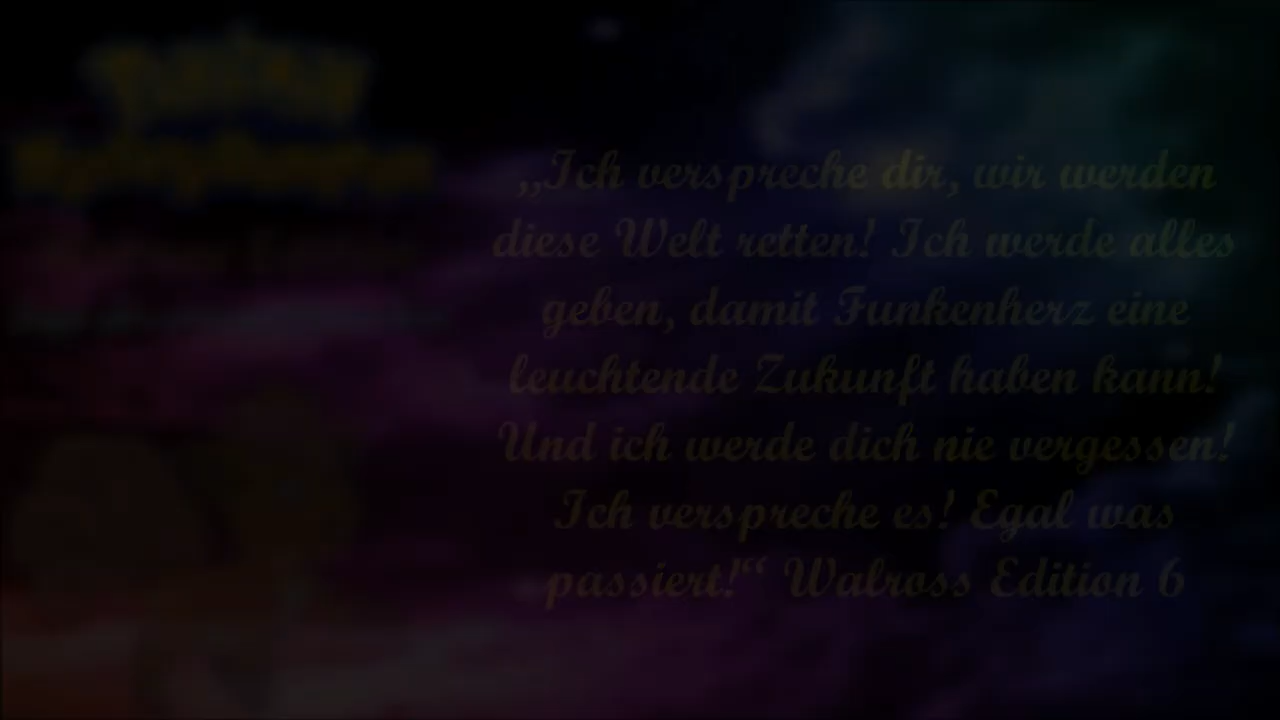 „Ich verspreche dir, wir werden
diese Welt retten! Ich werde alles
geben, damit Funkenherz eine
leuchtende Zukunft haben kann!
Und ich werde dich nie vergessen!
Ich verspreche es! Egal was
passiert!“ Walross Edition 6